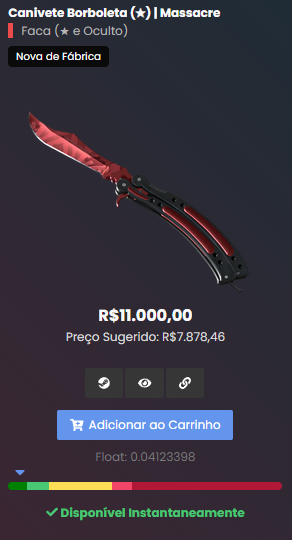 Canivete Borboleta (★) | Massacre
Faca (★ e Oculto)
Nova de Fábrica
R$11.000,00
Preço Sugerido: R$7.878,46
Adicionar ao Carrinho
Float: 0.04123398
Disponível Instantaneamente